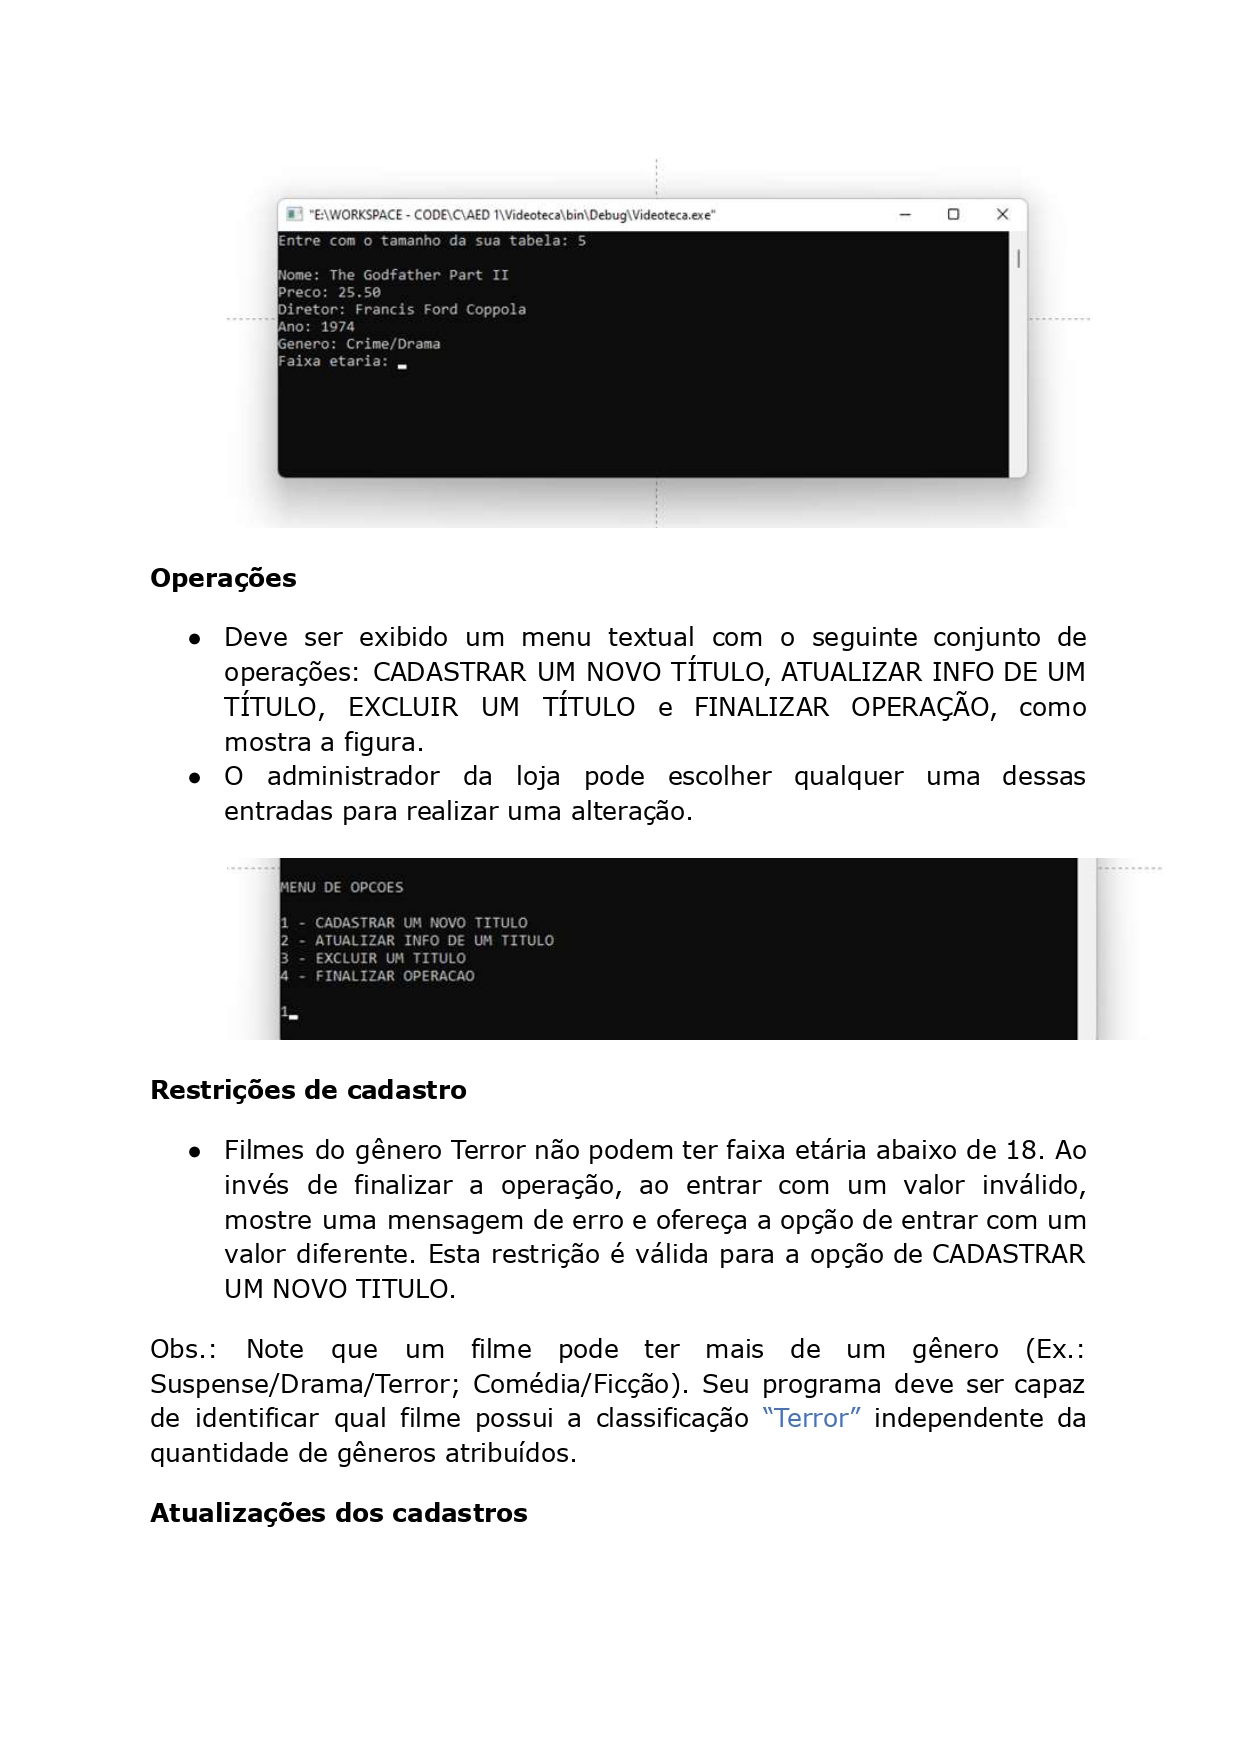 "E:\WORKSPACE - CODE\C\AED 1\Videoteca\bin\Debug\Videoteca.exe"
Entre com o tamanho da sua tabela: 5
Nome: The Godfather Part II
Preco: 25.50
Diretor: Francis Ford Coppola
Ano: 1974
Genero: Crime/Drama
Faixa etaria:
Operações
● Deve ser exibido um menu textual com o seguinte conjunto de
operações: CADASTRAR UM NOVO TÍTULO, ATUALIZAR INFO DE UM
TÍTULO, EXCLUIR UM TÍTULO e FINALIZAR OPERAÇÃO, como
mostra a figura.
● O administrador da loja pode escolher qualquer uma dessas
entradas para realizar uma alteração.
MENU DE OPCOES
1 - CADASTRAR UM NOVO TITULO
2 - ATUALIZAR INFO DE UM TITULO
3 - EXCLUIR UM TITULO
4 - FINALIZAR OPERACAO
1
Restrições de cadastro
● Filmes do gênero Terror não podem ter faixa etária abaixo de 18. Ao
invés de finalizar a operação, ao entrar com um valor inválido,
mostre uma mensagem de erro e ofereça a opção de entrar com um
valor diferente. Esta restrição é válida para a opção de CADASTRAR
UM NOVO TITULO.
Obs.: Note que um filme pode ter mais de um gênero (Ex.:
Suspense/Drama/Terror; Comédia/Ficção). Seu programa deve ser capaz
de identificar qual filme possui a classificação “Terror” independente da
quantidade de gêneros atribuídos.
Atualizações dos cadastros